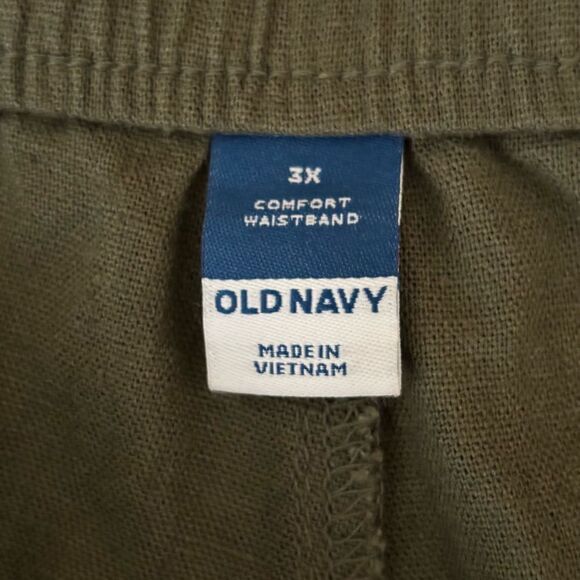 3X
COMFORT
WAISTBAND
OLD NAVY
MADE IN
VIETNAM